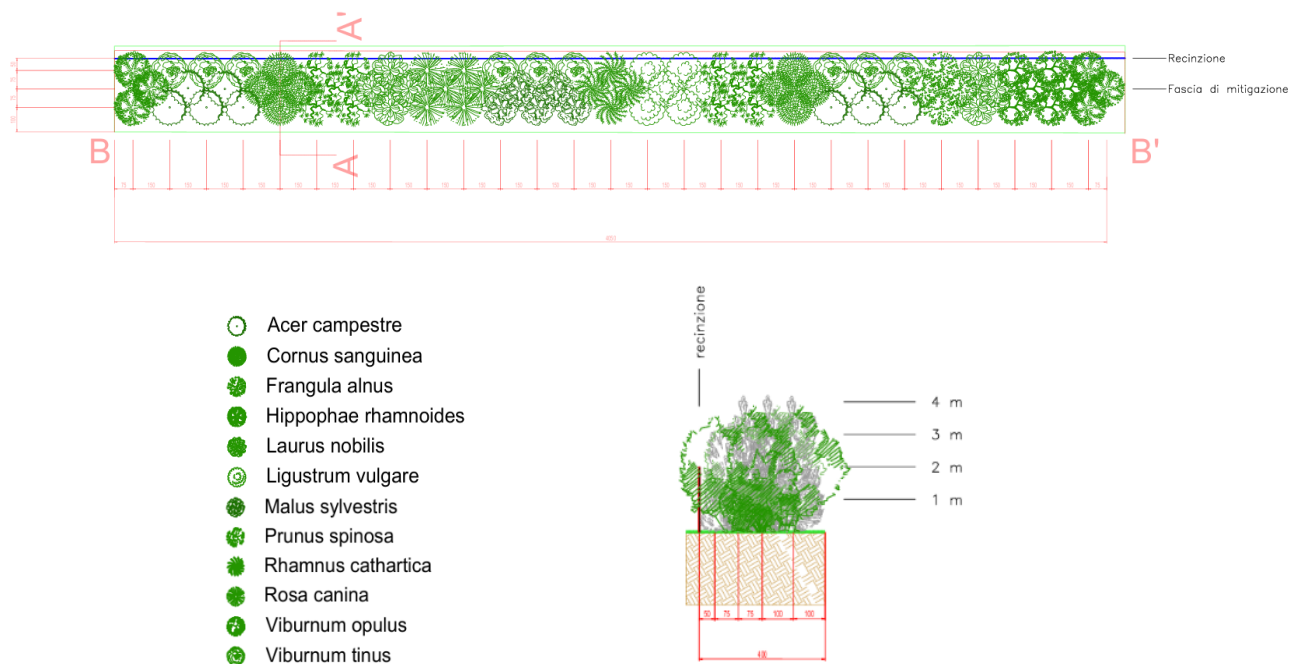 A'
Recinzione
Fascia di mitigazione
B
A
B'
Acer campestre
Cornus sanguinea
Frangula alnus
Hippophae rhamnoides
Laurus nobilis
Ligustrum vulgare
Malus sylvestris
Prunus spinosa
Rhamnus cathartica
Rosa canina
Viburnum opulus
Viburnum tinus
recinzione
4 m
3 m
2 m
1 m
50 75 75 100 100
400